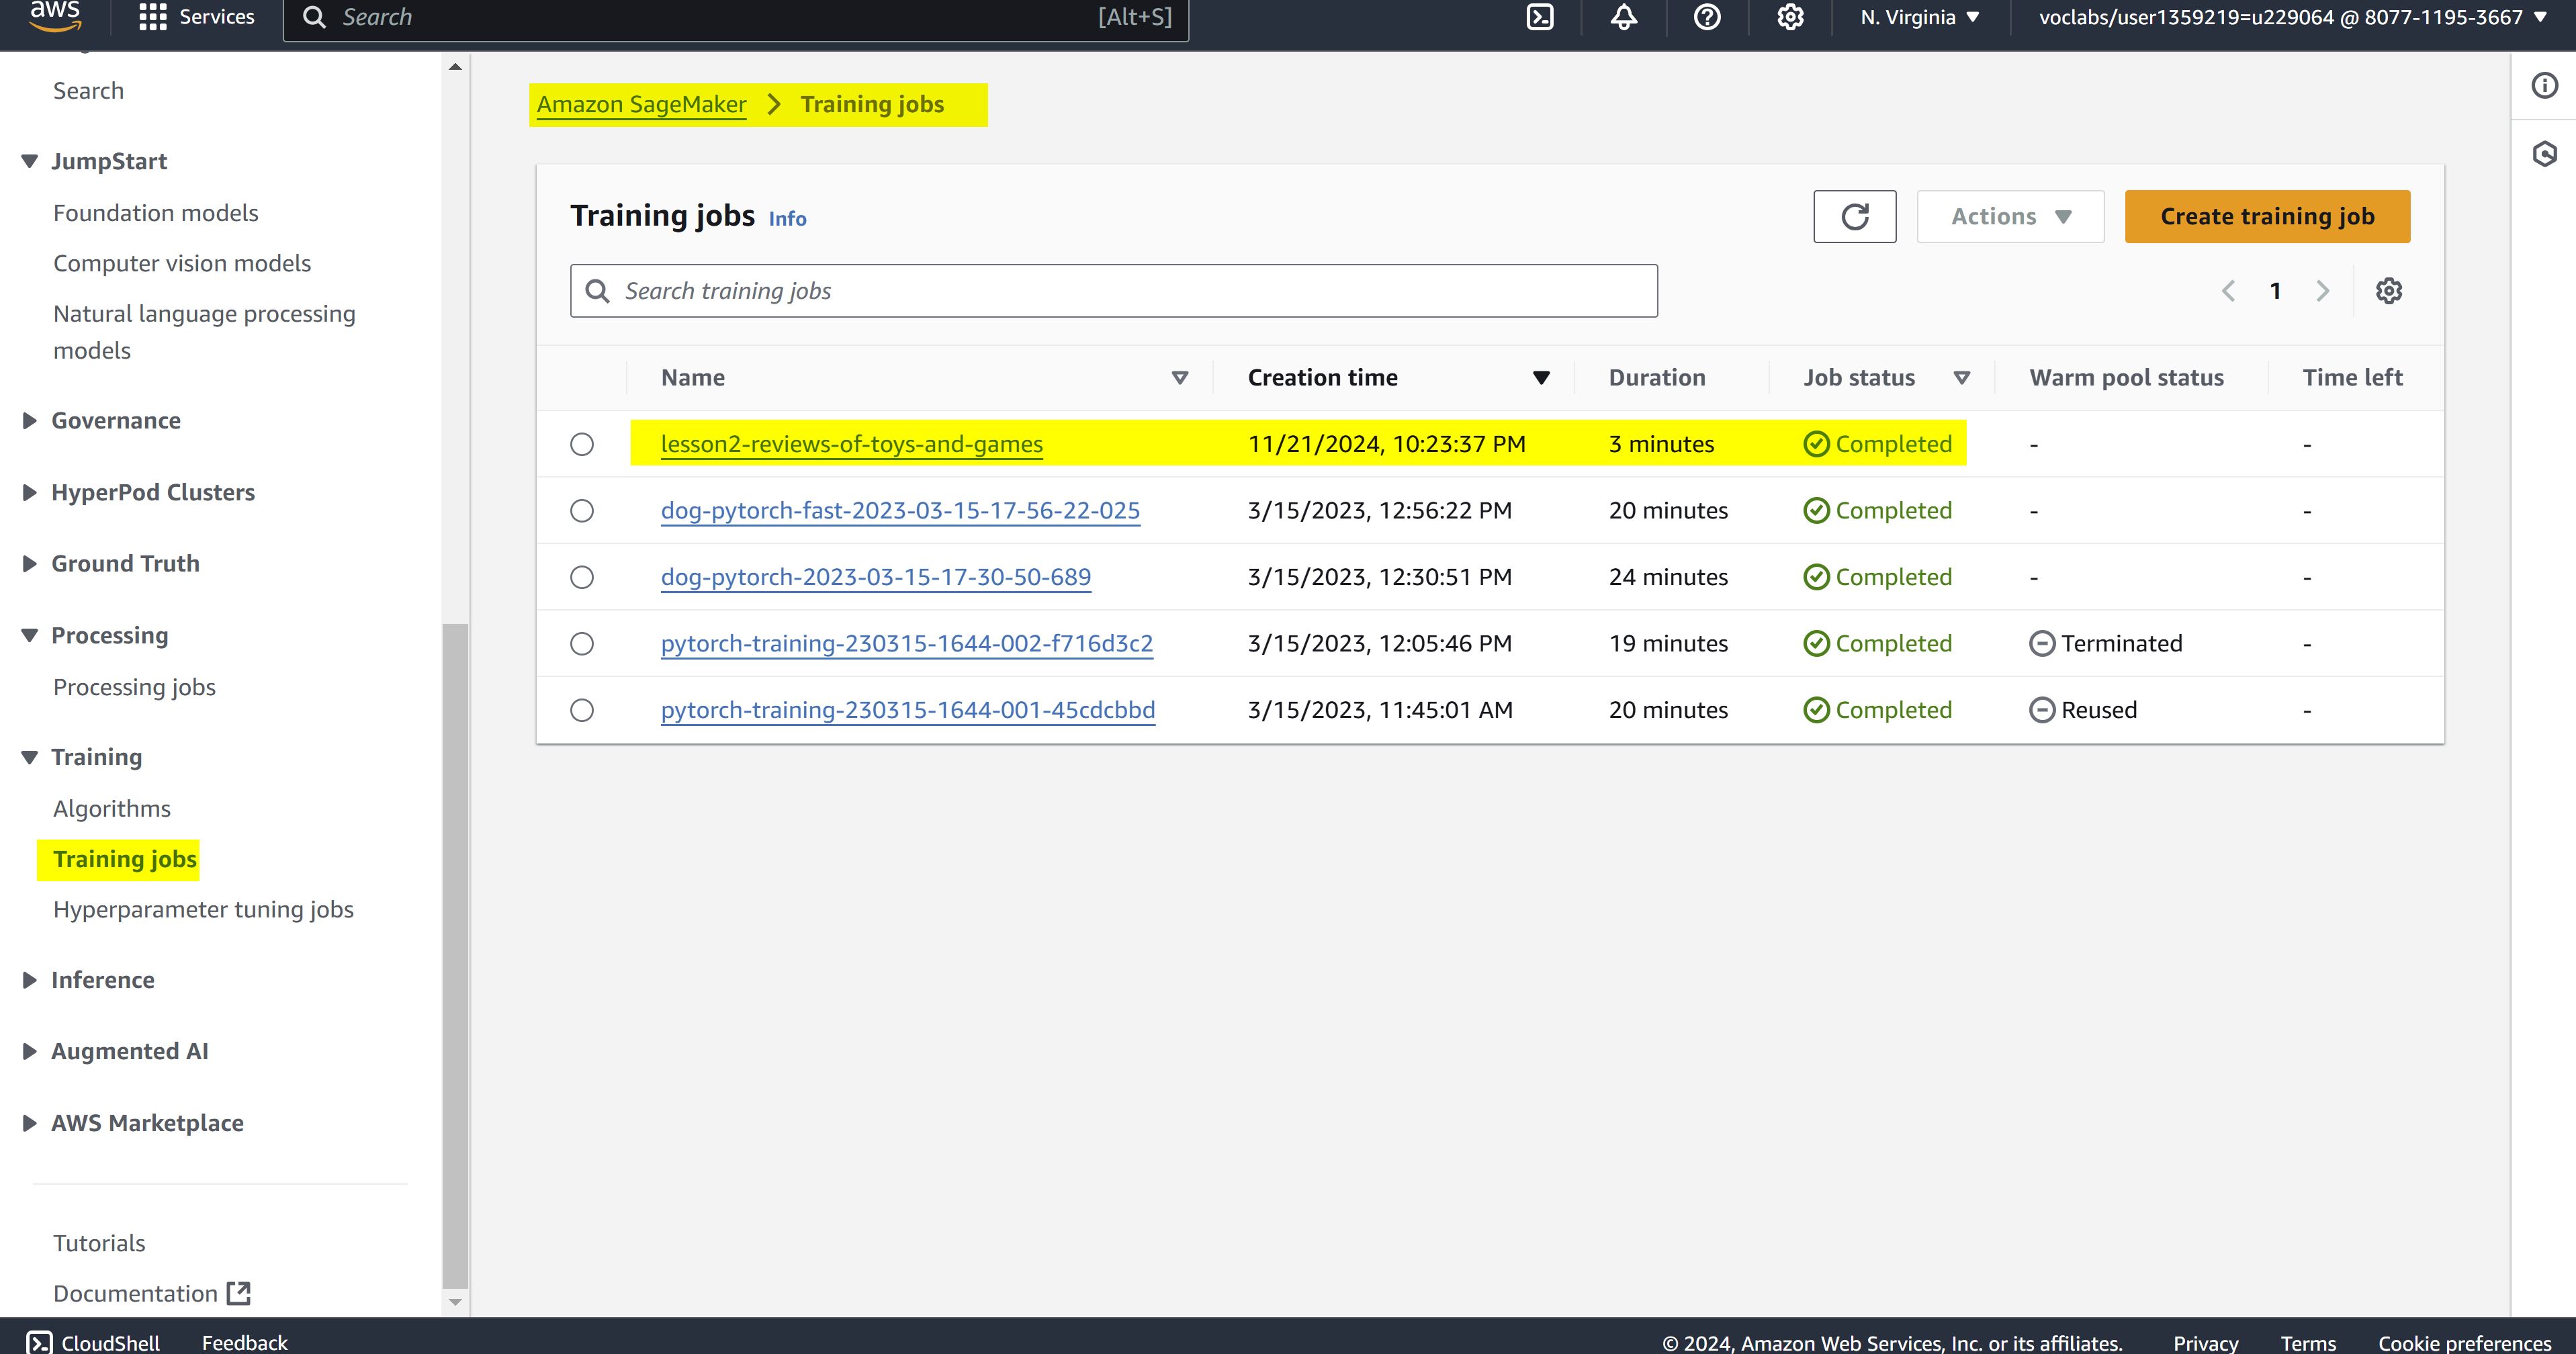 aws
Services
Search
[Alt+S]
N. Virginia
voclabs/user1359219=u229064 @ 8077-1195-3667
Search
JumpStart
Foundation models
Computer vision models
Natural language processing
models
Governance
HyperPod Clusters
Ground Truth
Processing
Processing jobs
Training
Algorithms
Training jobs
Hyperparameter tuning jobs
Inference
Augmented AI
AWS Marketplace
Tutorials
Documentation
Amazon SageMaker > Training jobs
Training jobs Info
Actions
Create training job
Search training jobs
1
Name Creation time Duration Job status Warm pool status Time left
lesson2-reviews-of-toys-and-games 11/21/2024, 10:23:37 PM 3 minutes Completed - -
dog-pytorch-fast-2023-03-15-17-56-22-025 3/15/2023, 12:56:22 PM 20 minutes Completed - -
dog-pytorch-2023-03-15-17-30-50-689 3/15/2023, 12:30:51 PM 24 minutes Completed - -
pytorch-training-230315-1644-002-f716d3c2 3/15/2023, 12:05:46 PM 19 minutes Completed Terminated -
pytorch-training-230315-1644-001-45cdcbbd 3/15/2023, 11:45:01 AM 20 minutes Completed Reused -
CloudShell Feedback © 2024, Amazon Web Services, Inc. or its affiliates. Privacy Terms Cookie preferences